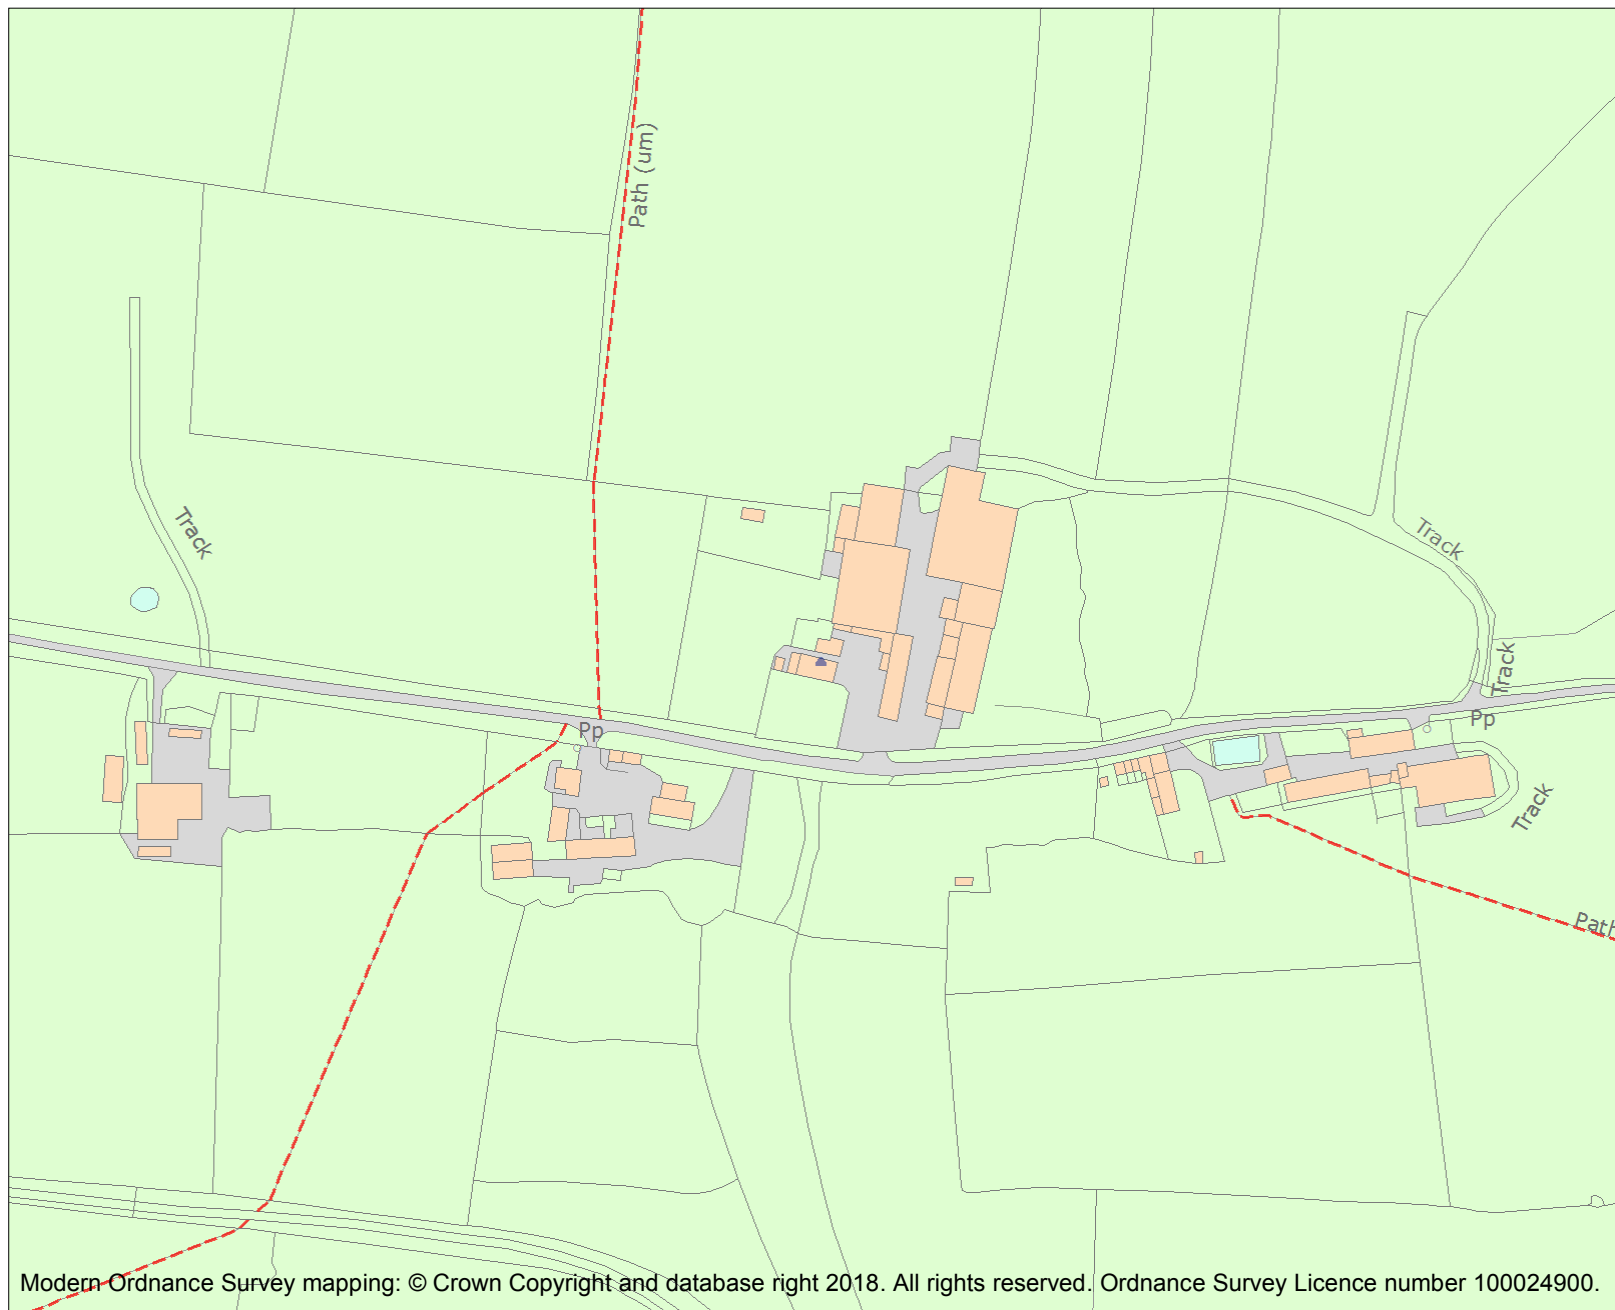 Path (um)
Track
Track
Track
Pp
Pp
Track
Path
Modern Ordnance Survey mapping: © Crown Copyright and database right 2018. All rights reserved. Ordnance Survey Licence number 100024900.